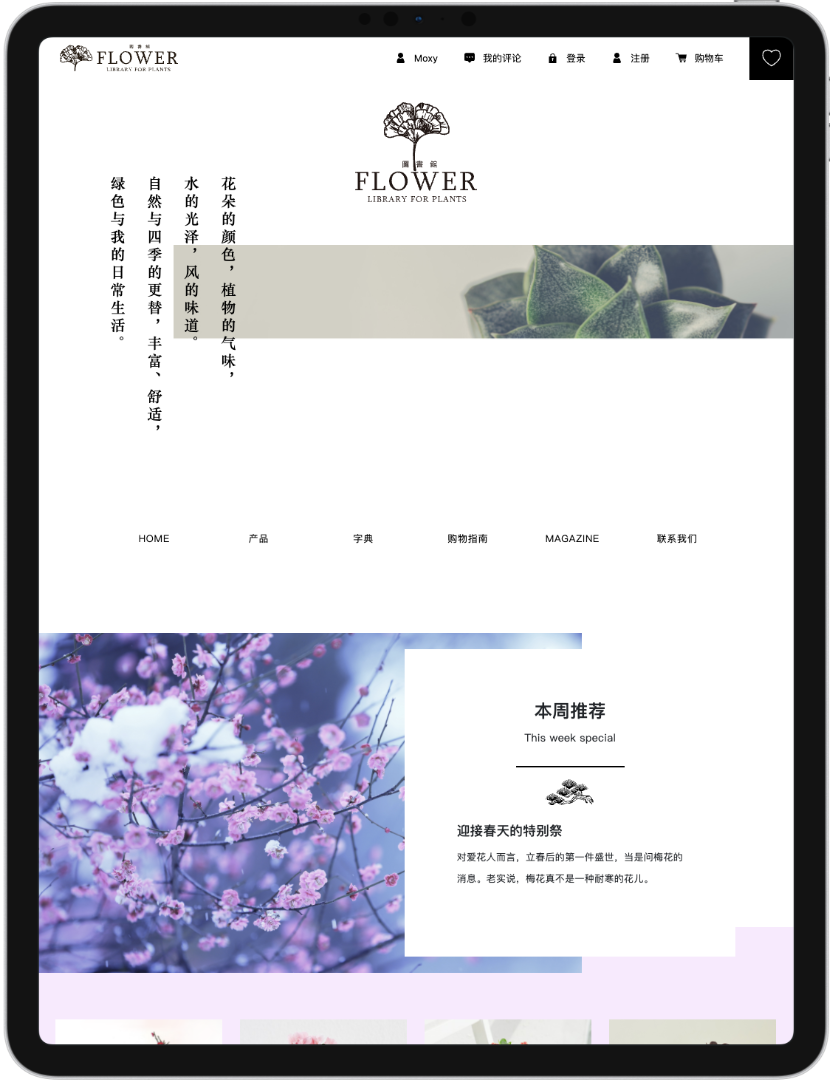 圖書館
FLOWER
LIBRARY FOR PLANTS
Moxy
我的评论
登录
注册
购物车
圖書館
FLOWER
LIBRARY FOR PLANTS
花朵的颜色，植物的气味，
水的光泽，风的味道。
自然与四季的更替，丰富、舒适，
绿色与我的日常生活。
HOME
产品
字典
购物指南
MAGAZINE
联系我们
本周推荐
This week special
迎接春天的特别祭
对爱花人而言，立春后的第一件盛世，当是问梅花的
消息。老实说，梅花真不是一种耐寒的花儿。